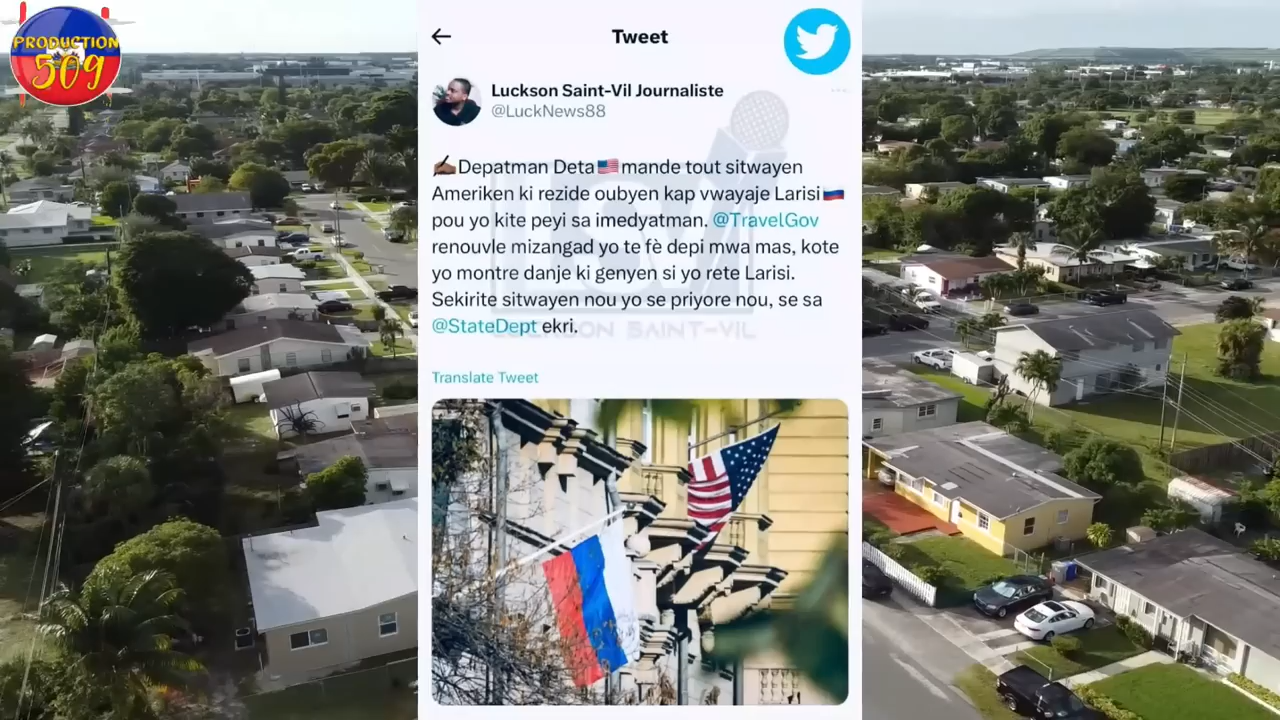 PRODUCTION
509
Tweet
Luckson Saint-Vil Journaliste
@LuckNews88
Depatman Deta🇺🇸mande tout sitwayen
Ameriken ki rezide oubyen kap vwayaje Larisi🇷🇺
pou yo kite peyi sa imedyatman. @TravelGov
renouvle mizangad yo te fè depi mwa mas, kote
yo montre danje ki genyen si yo rete Larisi.
Sekirite sitwayen nou yo se priyore nou, se sa
@StateDept ekri.
LUCKSON SAINT-VIL
Translate Tweet